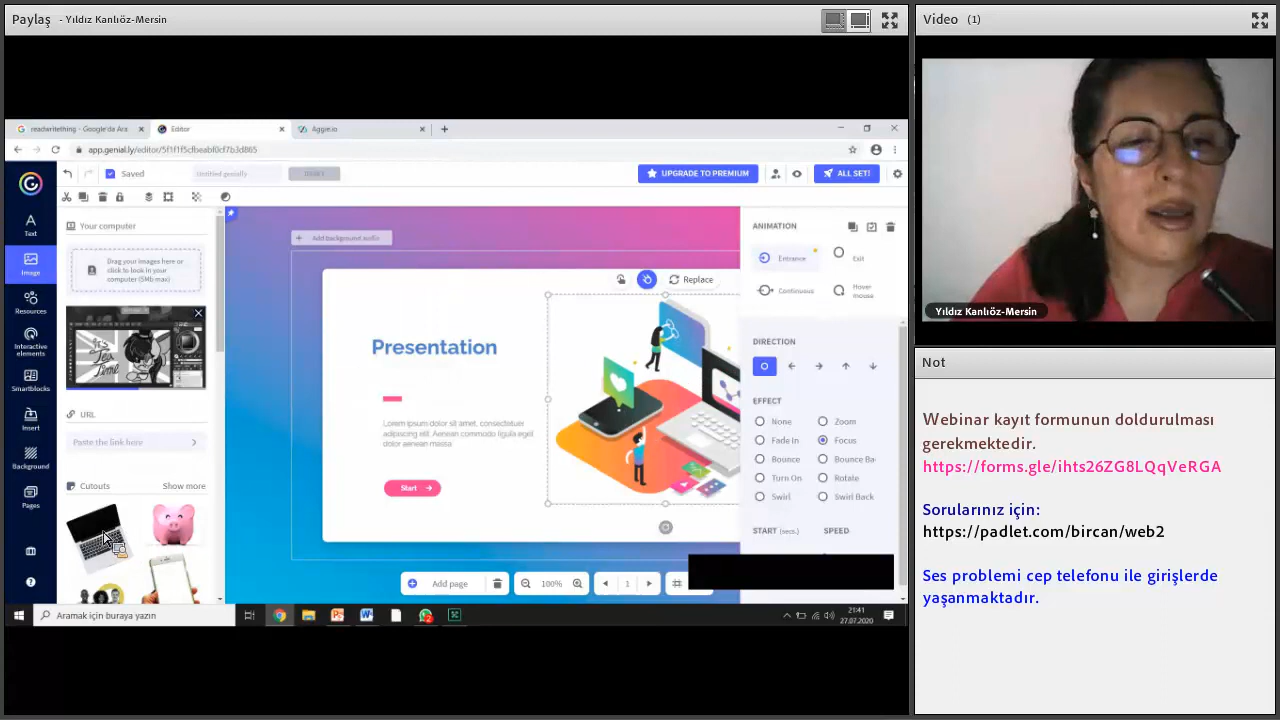 Paylaş - Yıldız Kanlıöz-Mersin
Video (1)
readwritething - Google'da Ara
Editor
Aggie.io
app.genial.ly/editor/5f1f1f5cfbeabf0cf7b3d865
Saved
Untitled genially
UPGRADE TO PREMIUM
ALL SET!
Text
Image
Resources
Interactive
elements
Smartblocks
Insert
Background
Pages
Your computer
Drag your images here or
click to look in your
computer (5Mb max)
URL
Paste the link here
Cutouts
Show more
Add background audio
Replace
Presentation
Lorem ipsum dolor sit amet, consectetuer
adipiscing elit. Aenean commodo ligula eget
dolor aenean massa
Start
Add page
100%
1
ANIMATION
Entrance
Exit
Continuous
Hover
mouse
DIRECTION
EFFECT
None
Zoom
Fade In
Focus
Bounce
Bounce Ba-
Turn On
Rotate
Swirl
Swirl Back
START (secs.)
SPEED
Aramak için buraya yazın
21:41
27.07.2020
Yıldız Kanlıöz-Mersin
Not
Webinar kayıt formunun doldurulması
gerekmektedir.
https://forms.gle/ihts26ZG8LQqVeRGA
Sorularınız için:
https://padlet.com/bircan/web2
Ses problemi cep telefonu ile girişlerde
yaşanmaktadır.